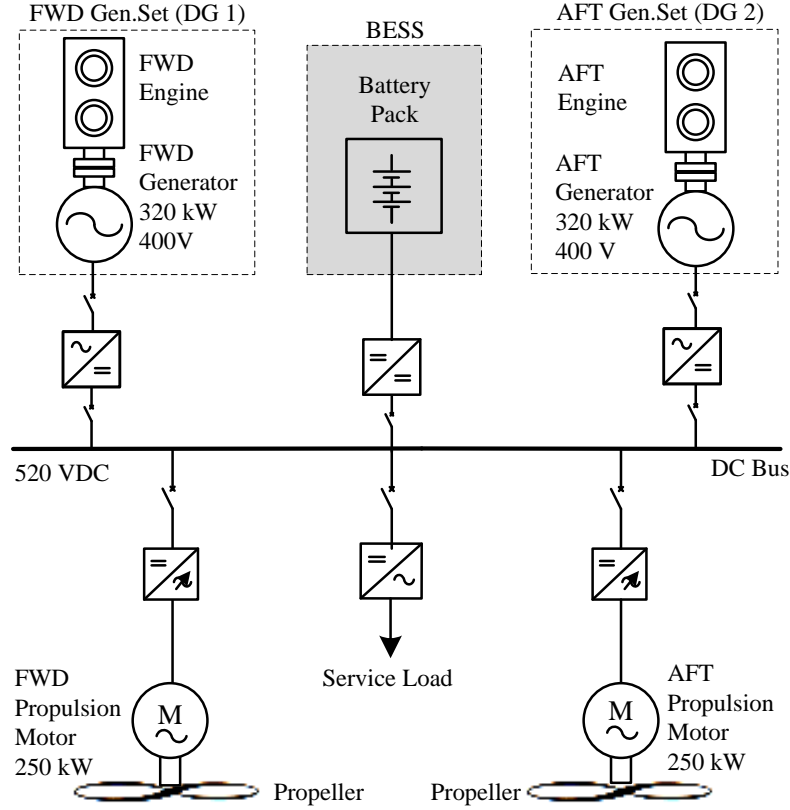 FWD Gen.Set (DG 1)
FWD
Engine
FWD
Generator
320 kW
400V
BESS
Battery
Pack
AFT Gen.Set (DG 2)
AFT
Engine
AFT
Generator
320 kW
400 V
520 VDC
DC Bus
FWD
Propulsion
Motor
250 kW
M
Propeller
Service Load
AFT
Propulsion
Motor
250 kW
M
Propeller